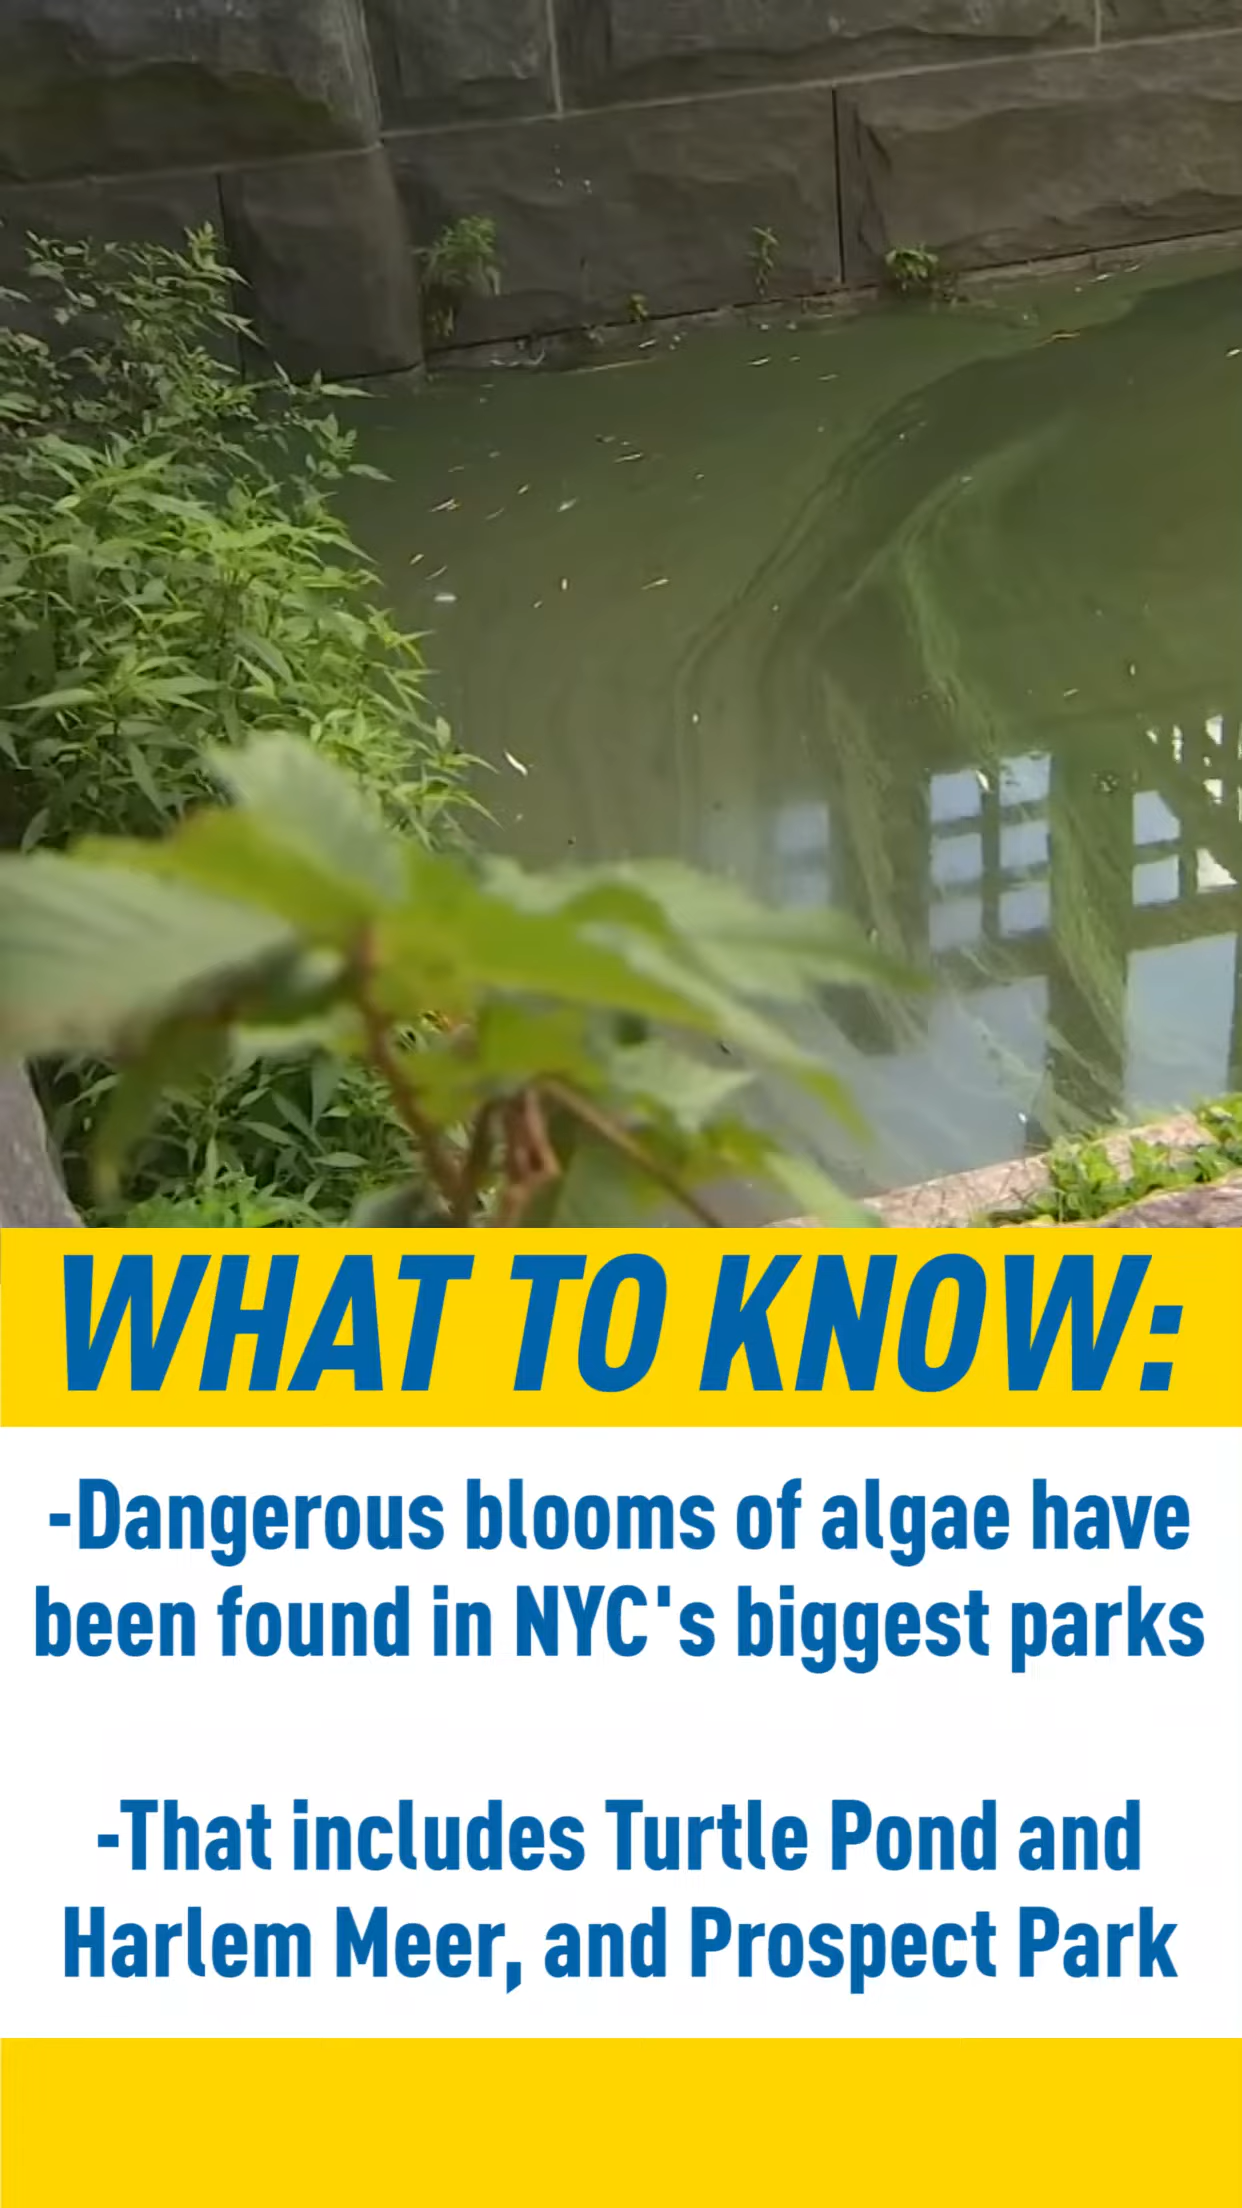 WHAT TO KNOW:
-Dangerous blooms of algae have
been found in NYC's biggest parks
-That includes Turtle Pond and
Harlem Meer, and Prospect Park